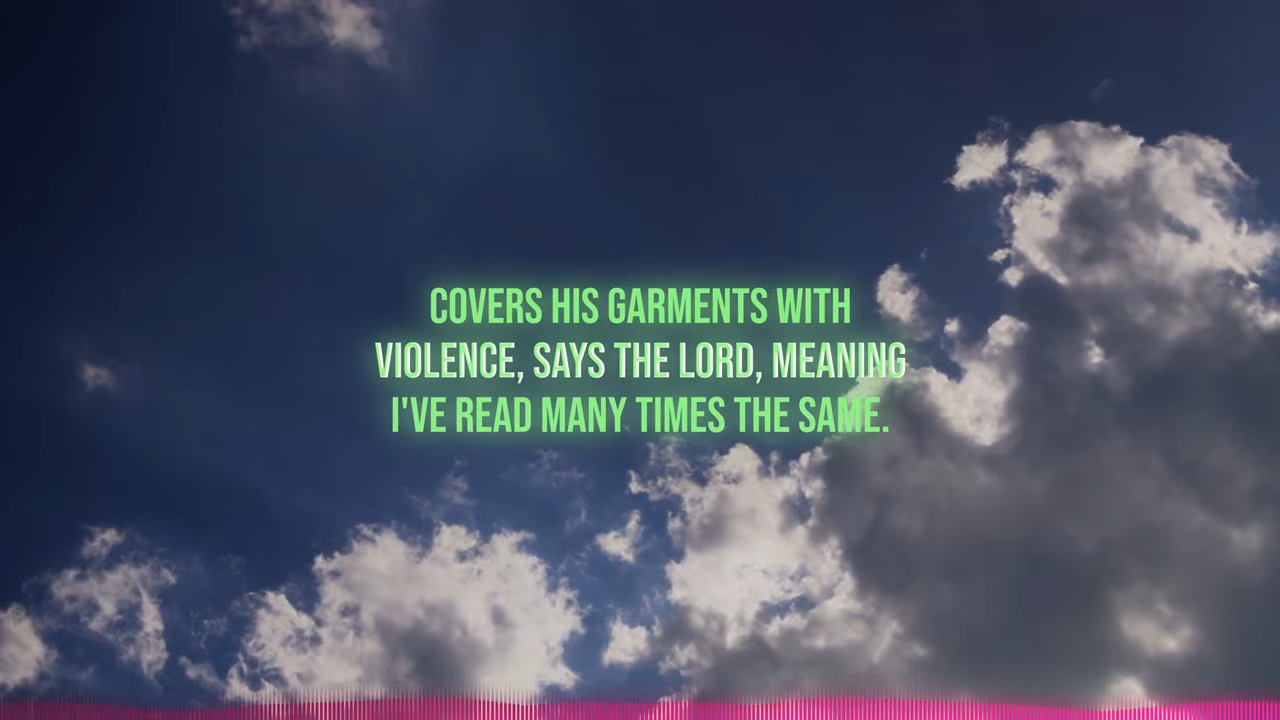 COVERS HIS GARMENTS WITH
VIOLENCE, SAYS THE LORD, MEANING
I'VE READ MANY TIMES THE SAME.